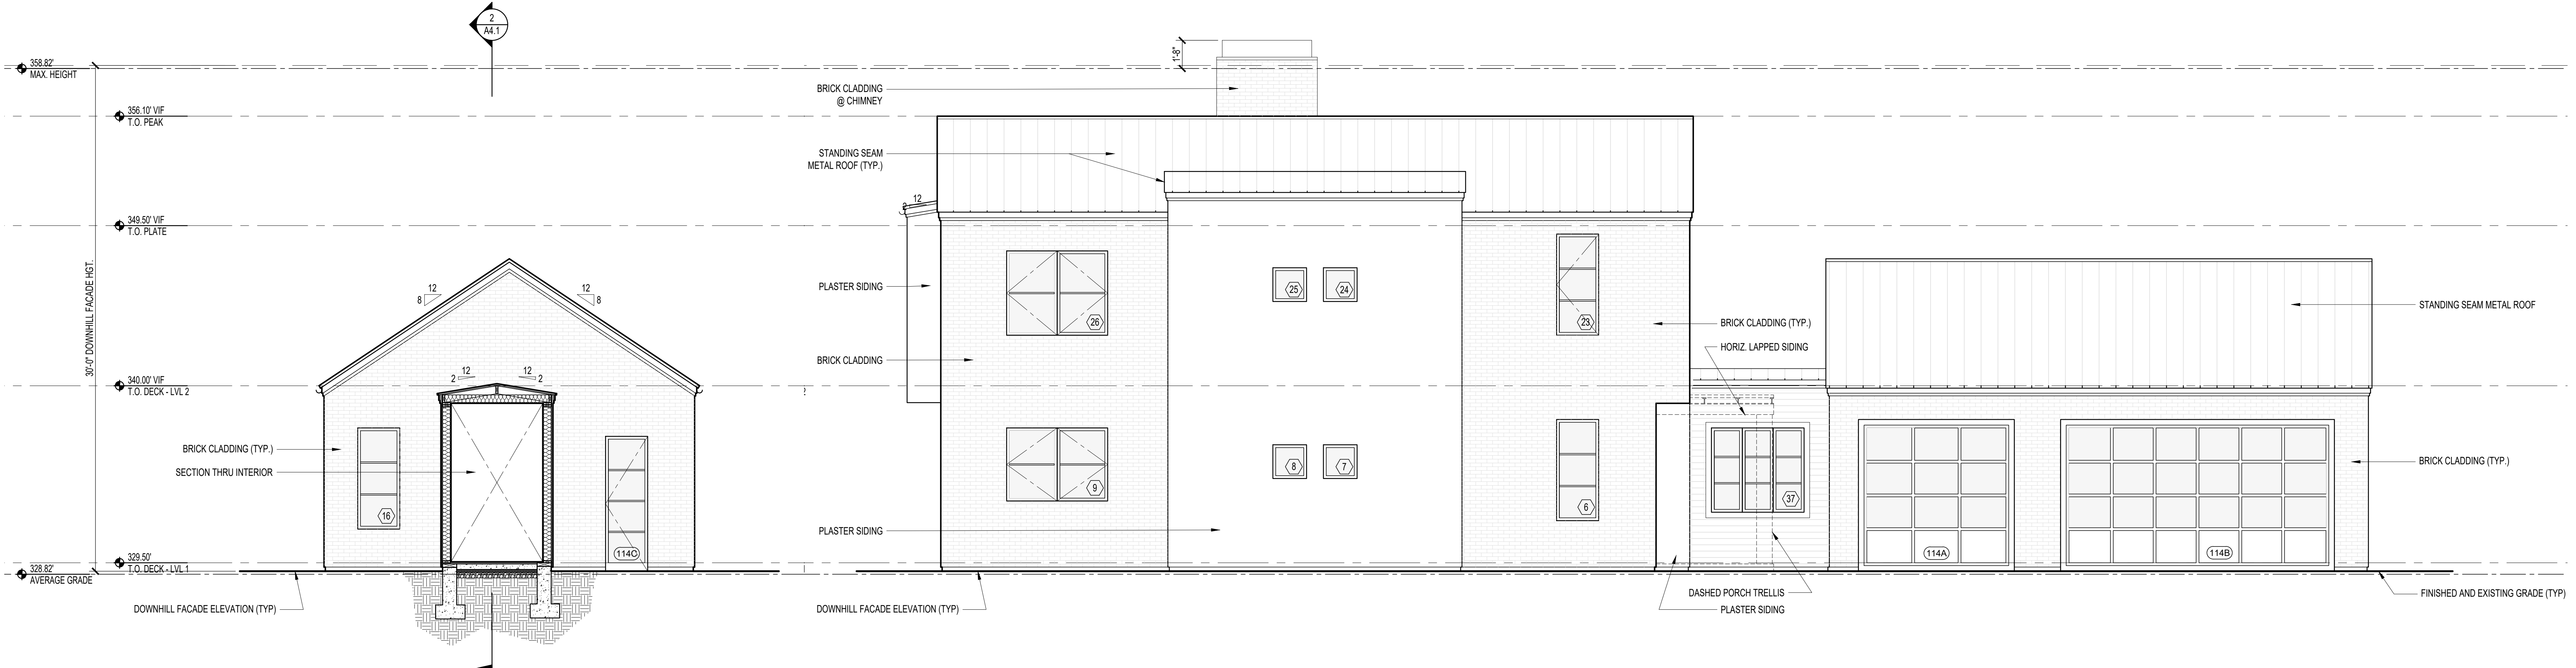 2
A4.1
358.82'
MAX. HEIGHT
356.10' VIF
T.O. PEAK
349.50' VIF
T.O. PLATE
30'-0" DOWNHILL FACADE HGT.
340.00' VIF
T.O. DECK - LVL 2
329.50'
T.O. DECK - LVL 1
328.82'
AVERAGE GRADE
12
8
12
8
12
2
12
2
BRICK CLADDING (TYP.)
SECTION THRU INTERIOR
16
114C
DOWNHILL FACADE ELEVATION (TYP)
1'-8"
BRICK CLADDING
@ CHIMNEY
STANDING SEAM
METAL ROOF (TYP.)
12
2
PLASTER SIDING
BRICK CLADDING
PLASTER SIDING
DOWNHILL FACADE ELEVATION (TYP)
26
25
24
23
9
8
7
6
BRICK CLADDING (TYP.)
HORIZ. LAPPED SIDING
37
DASHED PORCH TRELLIS
PLASTER SIDING
114A
114B
STANDING SEAM METAL ROOF
BRICK CLADDING (TYP.)
FINISHED AND EXISTING GRADE (TYP)